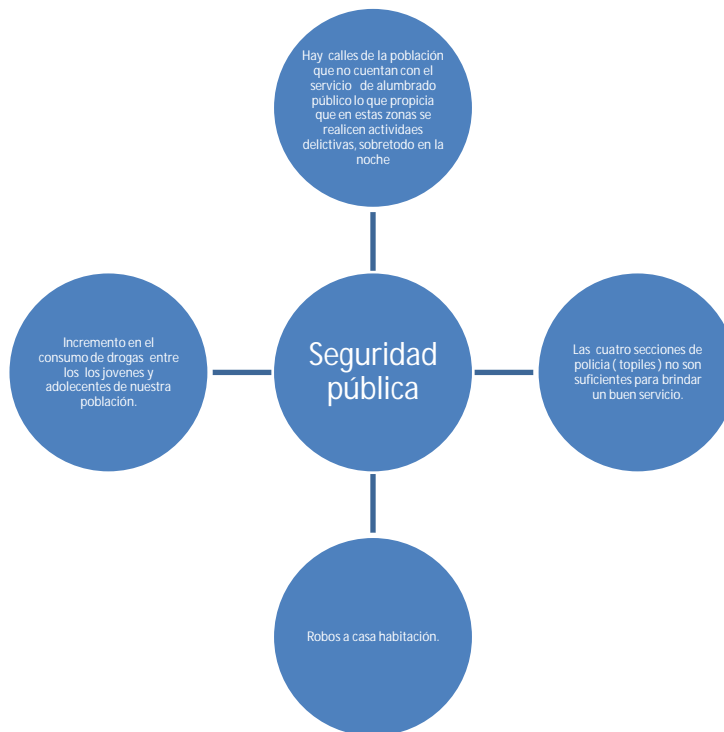 Hay calles de la población
que no cuentan con el
servicio de alumbrado
público lo que propicia
que en estas zonas se
realicen actividaes
delictivas, sobretodo en la
noche
Incremento en el
consumo de drogas entre
los los jovenes y
adolecentes de nuestra
población.
Seguridad
pública
Las cuatro secciones de
policia ( topiles ) no son
suficientes para brindar
un buen servicio.
Robos a casa habitación.